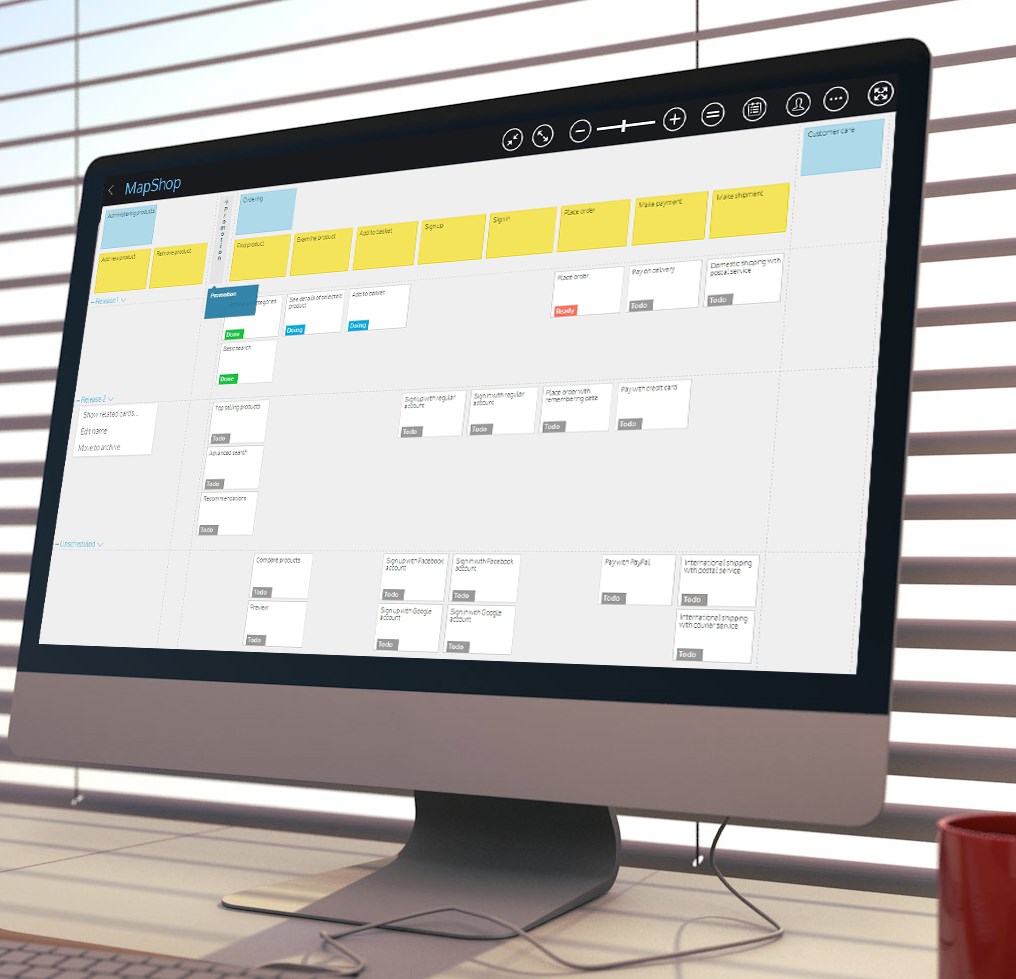 MapShop
Customer care
Administering products
Ordering
Promotion
Add new product
Remove product
Find product
Examine product
Add to basket
Sign up
Sign in
Place order
Make payment
Make shipment
Release 1
Promotion
categories
Done
See details of selected
product
Doing
Add to basket
Doing
Place order
Ready
Pay on delivery
Todo
Domestic shipping with
postal service
Todo
Basic search
Done
Release 2
Show related cards...
Edit name
Move to archive
Top selling products
Todo
Sign up with regular
account
Todo
Sign in with regular
account
Todo
Place order with
remembering data
Todo
Pay with credit card
Todo
Advanced search
Todo
Recommendations
Todo
Unscheduled
Compare products
Todo
Sign up with Facebook
account
Todo
Sign in with Facebook
account
Todo
Pay with PayPal
Todo
International shipping
with postal service
Todo
Preview
Todo
Sign up with Google
account
Todo
Sign in with Google
account
Todo
International shipping
with courier service
Todo